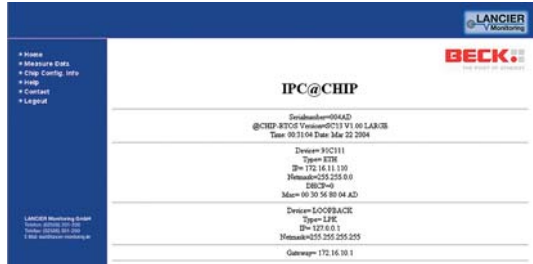 LANCIER
Monitoring
Home
Measure Data
Chip Config. Info
Help
Contact
Logout
BECK
IPC@CHIP
Serialnumber=004AD
@CHIP-RTOS Version=SC13 V1.00 LARGE
Time: 00:31:04 Date: Mar 22 2004
Device= 91C111
Type= ETH
IP= 172.16.11.110
Netmask=255.255.0.0
DHCP=0
Mac= 00 30 56 80 04 AD
Device= LOOPBACK
Type= LPK
IP= 127.0.0.1
Netmask=255.255.255.255
Gateway= 172.16.10.1
LANCIER Monitoring GmbH